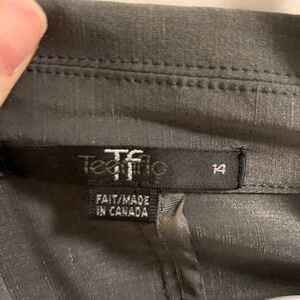 Tf
Teenflo 14
FAIT/MADE
IN CANADA